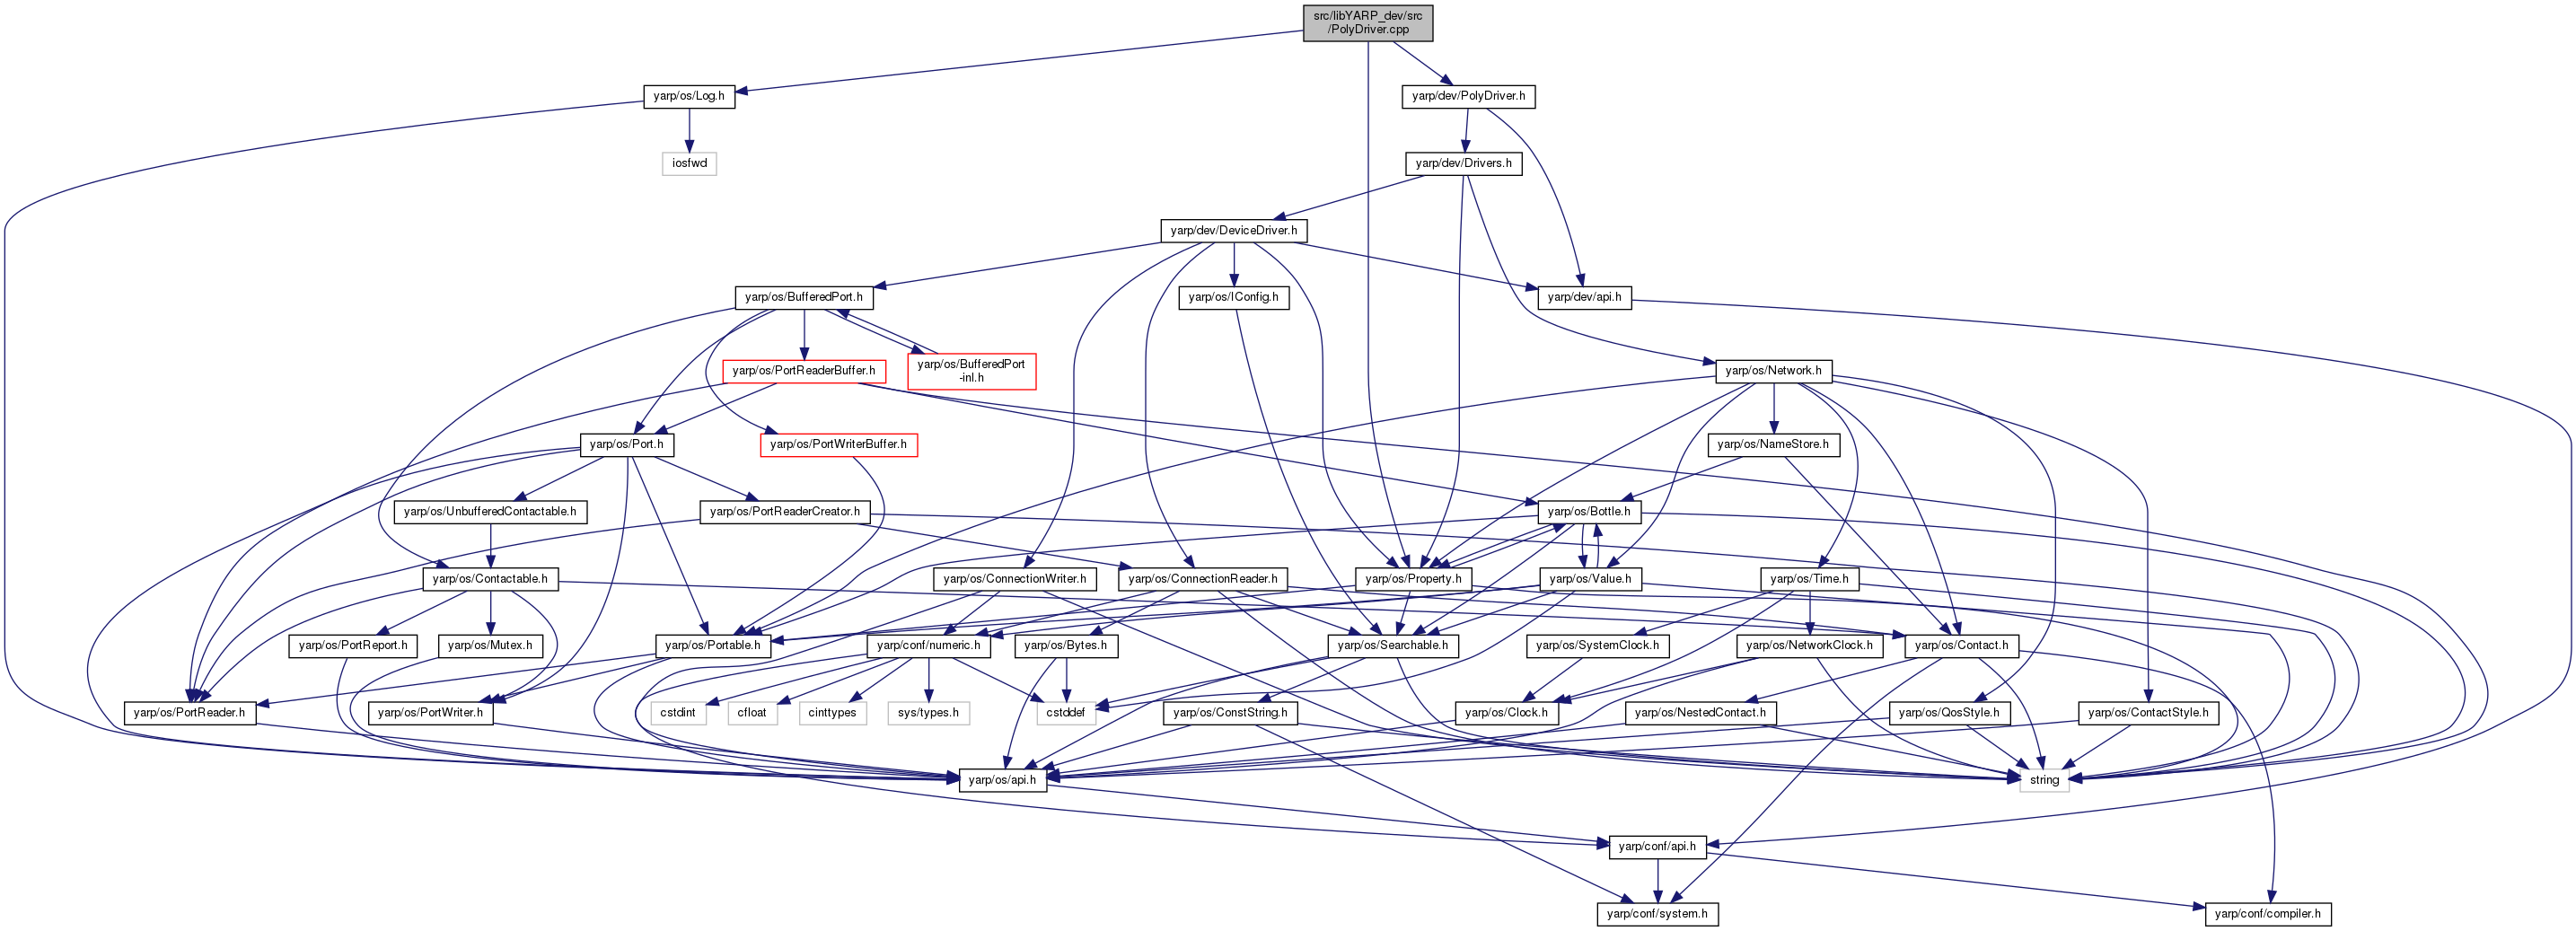 src/libYARP_dev/src
/PolyDriver.cpp
yarp/os/Log.h
yarp/dev/PolyDriver.h
iosfwd
yarp/dev/Drivers.h
yarp/dev/DeviceDriver.h
yarp/os/BufferedPort.h
yarp/os/IConfig.h
yarp/dev/api.h
yarp/os/PortReaderBuffer.h
yarp/os/BufferedPort
-inl.h
yarp/os/Network.h
yarp/os/Port.h
yarp/os/PortWriterBuffer.h
yarp/os/NameStore.h
yarp/os/UnbufferedContactable.h
yarp/os/PortReaderCreator.h
yarp/os/Bottle.h
yarp/os/Contactable.h
yarp/os/ConnectionWriter.h
yarp/os/ConnectionReader.h
yarp/os/Property.h
yarp/os/Value.h
yarp/os/Time.h
yarp/os/PortReport.h
yarp/os/Mutex.h
yarp/os/Portable.h
yarp/conf/numeric.h
yarp/os/Bytes.h
yarp/os/Searchable.h
yarp/os/SystemClock.h
yarp/os/NetworkClock.h
yarp/os/Contact.h
yarp/os/PortReader.h
yarp/os/PortWriter.h
cstdint
cfloat
cinttypes
sys/types.h
cstddef
yarp/os/ConstString.h
yarp/os/Clock.h
yarp/os/NestedContact.h
yarp/os/QosStyle.h
yarp/os/ContactStyle.h
yarp/os/api.h
string
yarp/conf/api.h
yarp/conf/system.h
yarp/conf/compiler.h